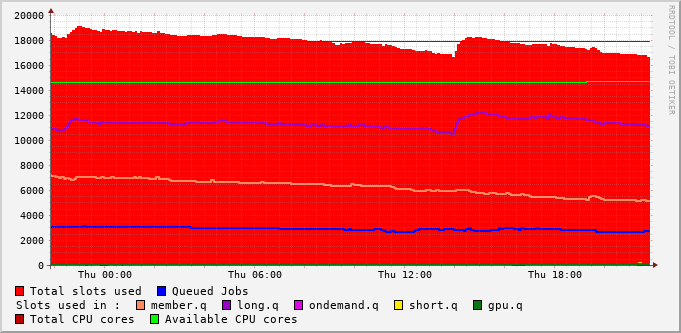 20000
18000
16000
14000
12000
10000
8000
6000
4000
2000
0
Thu 00:00 Thu 06:00 Thu 12:00 Thu 18:00
Total slots used Queued Jobs
Slots used in : member.q long.q ondemand.q short.q gpu.q
Total CPU cores Available CPU cores
RRDTOOL / TOBI OETIKER